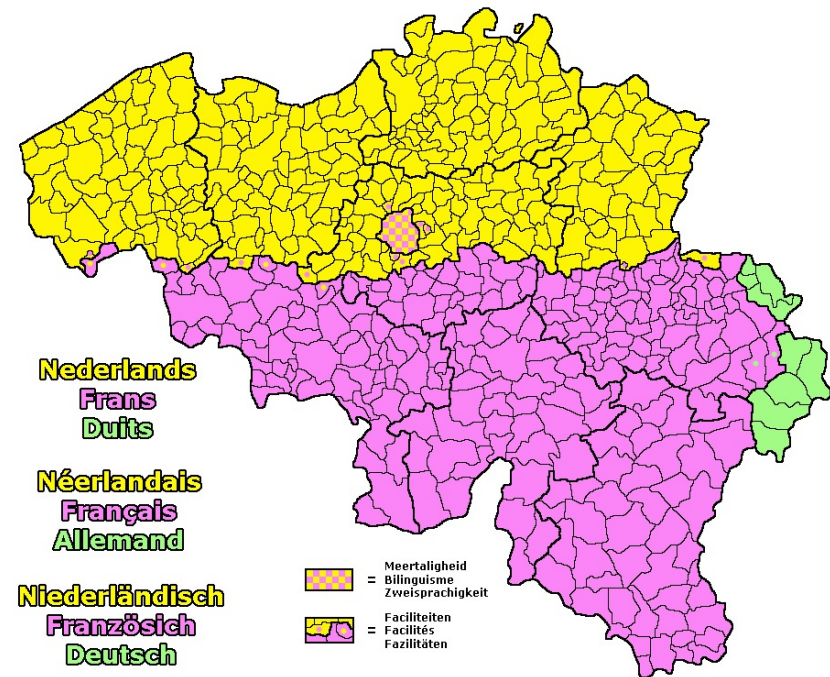 Nederlands
Frans
Duits
Néerlandais
Français
Allemand
Niederländisch
Französich
Deutsch
= Meertaligheid
Bilinguisme
Zweisprachigkeit
= Faciliteiten
Facilités
Fazilitäten